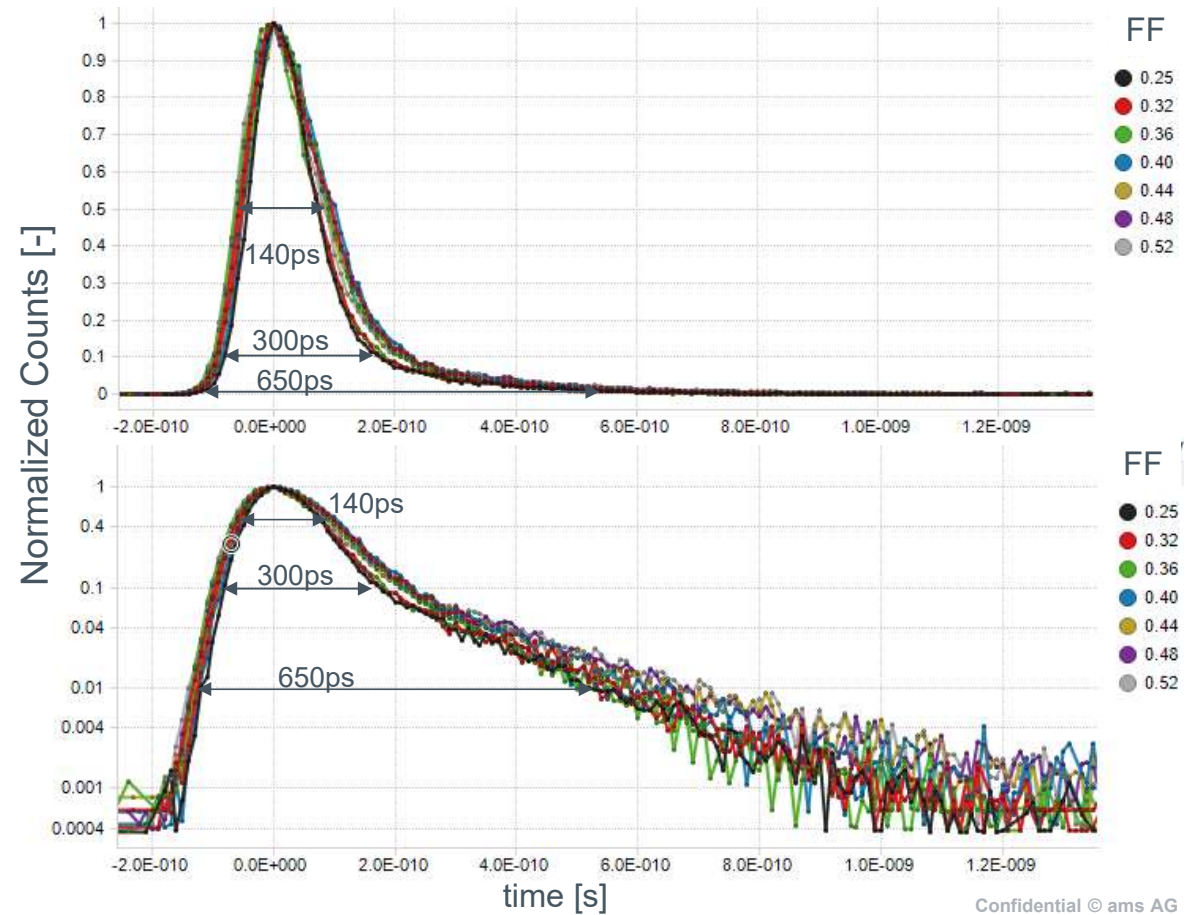 FF
1
0.9
0.8
0.7
0.6
0.5
0.4
0.3
0.2
0.1
0
140ps
300ps
650ps
-2.0E-010 0.0E+000 2.0E-010 4.0E-010 6.0E-010 8.0E-010 1.0E-009 1.2E-009
0.25
0.32
0.36
0.40
0.44
0.48
0.52
Normalized Counts [-]
FF
1
0.4
0.1
0.04
0.01
0.004
0.001
0.0004
140ps
300ps
650ps
-2.0E-010 0.0E+000 2.0E-010 4.0E-010 6.0E-010 8.0E-010 1.0E-009 1.2E-009
0.25
0.32
0.36
0.40
0.44
0.48
0.52
time [s]
Confidential © ams AG